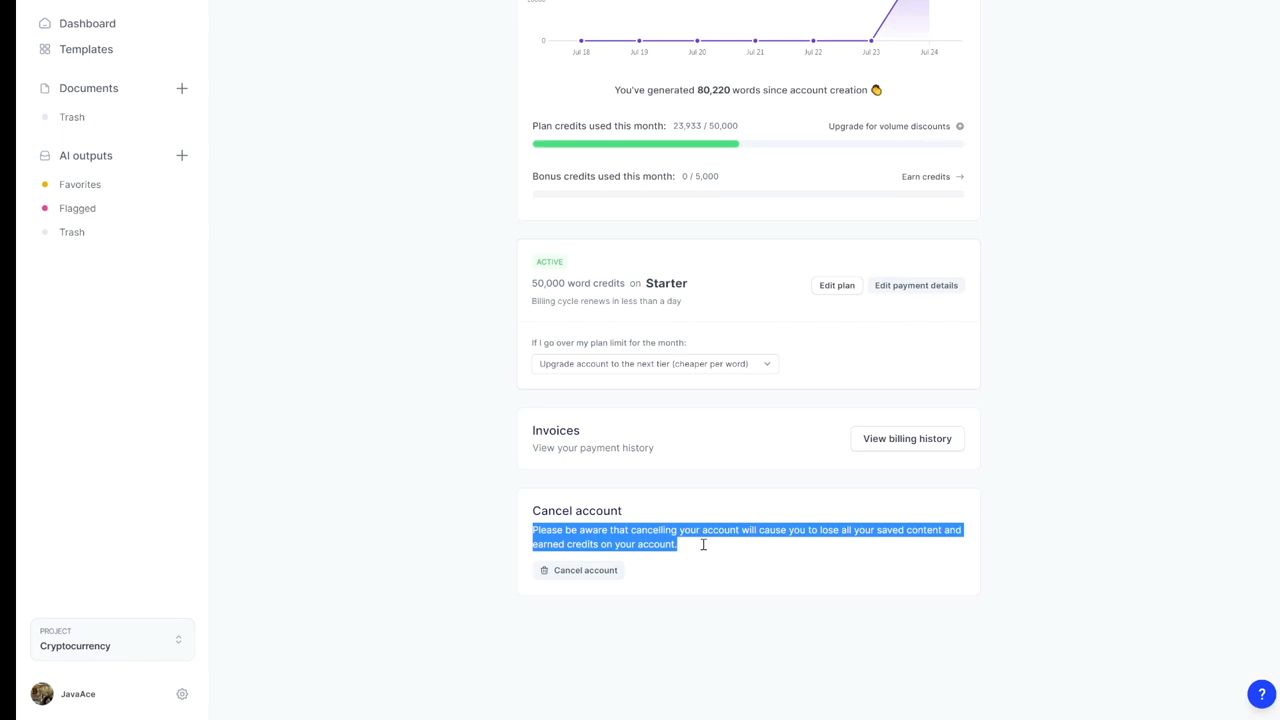 Dashboard
Templates
Documents
Trash
AI outputs
Favorites
Flagged
Trash
PROJECT
Cryptocurrency
JavaAce
0
Jul 18 Jul 19 Jul 20 Jul 21 Jul 22 Jul 23 Jul 24
You've generated 80,220 words since account creation
Plan credits used this month: 23,933 / 50,000 Upgrade for volume discounts
Bonus credits used this month: 0 / 5,000 Earn credits →
ACTIVE
50,000 word credits on Starter
Edit plan Edit payment details
Billing cycle renews in less than a day
If I go over my plan limit for the month:
Upgrade account to the next tier (cheaper per word)
Invoices
View your payment history
View billing history
Cancel account
Please be aware that cancelling your account will cause you to lose all your saved content and
earned credits on your account.
Cancel account
?